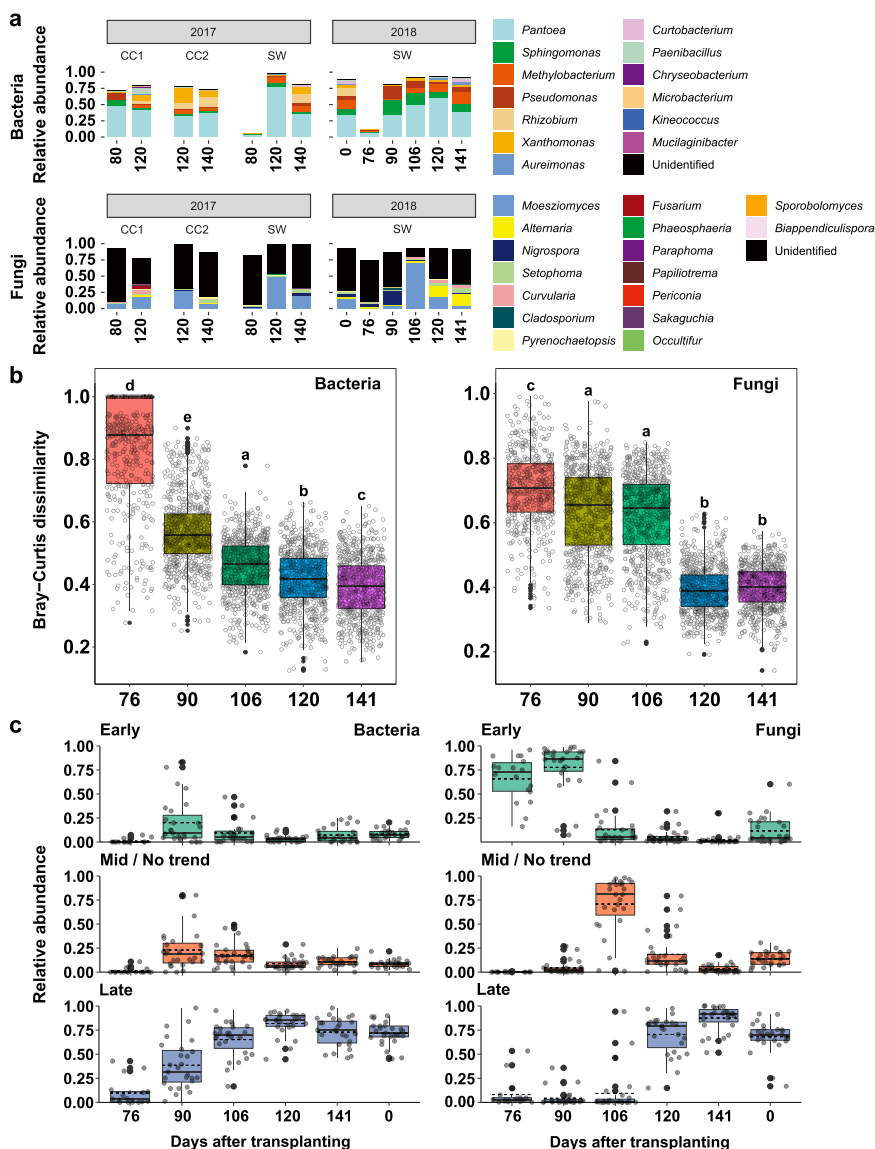 a
2017
2018
CC1
CC2
SW
SW
Bacteria
Relative abundance
1.00
0.75
0.50
0.25
0.00
80
120
120
140
80
120
140
0
76
90
106
120
141
Pantoea
Sphingomonas
Methylobacterium
Pseudomonas
Rhizobium
Xanthomonas
Aureimonas
Curtobacterium
Paenibacillus
Chryseobacterium
Microbacterium
Kineococcus
Mucilaginibacter
Unidentified
2017
2018
CC1
CC2
SW
SW
Fungi
Relative abundance
1.00
0.75
0.50
0.25
0.00
80
120
120
140
80
120
140
0
76
90
106
120
141
Moesziomyces
Alternaria
Nigrospora
Setophoma
Curvularia
Cladosporium
Pyrenochaetopsis
Fusarium
Phaeosphaeria
Paraphoma
Papiliotrema
Periconia
Sakaguchia
Occultifur
Sporobolomyces
Biappendiculispora
Unidentified
b
Bray−Curtis dissimilarity
Bacteria
1.0
0.8
0.6
0.4
0.2
d
e
a
b
c
76
90
106
120
141
Fungi
1.0
0.8
0.6
0.4
0.2
c
a
a
b
b
76
90
106
120
141
c
Relative abundance
Early
Bacteria
1.00
0.75
0.50
0.25
0.00
Mid / No trend
1.00
0.75
0.50
0.25
0.00
Late
1.00
0.75
0.50
0.25
0.00
76
90
106
120
141
0
Days after transplanting
Early
Fungi
1.00
0.75
0.50
0.25
0.00
Mid / No trend
1.00
0.75
0.50
0.25
0.00
Late
1.00
0.75
0.50
0.25
0.00
76
90
106
120
141
0
Days after transplanting